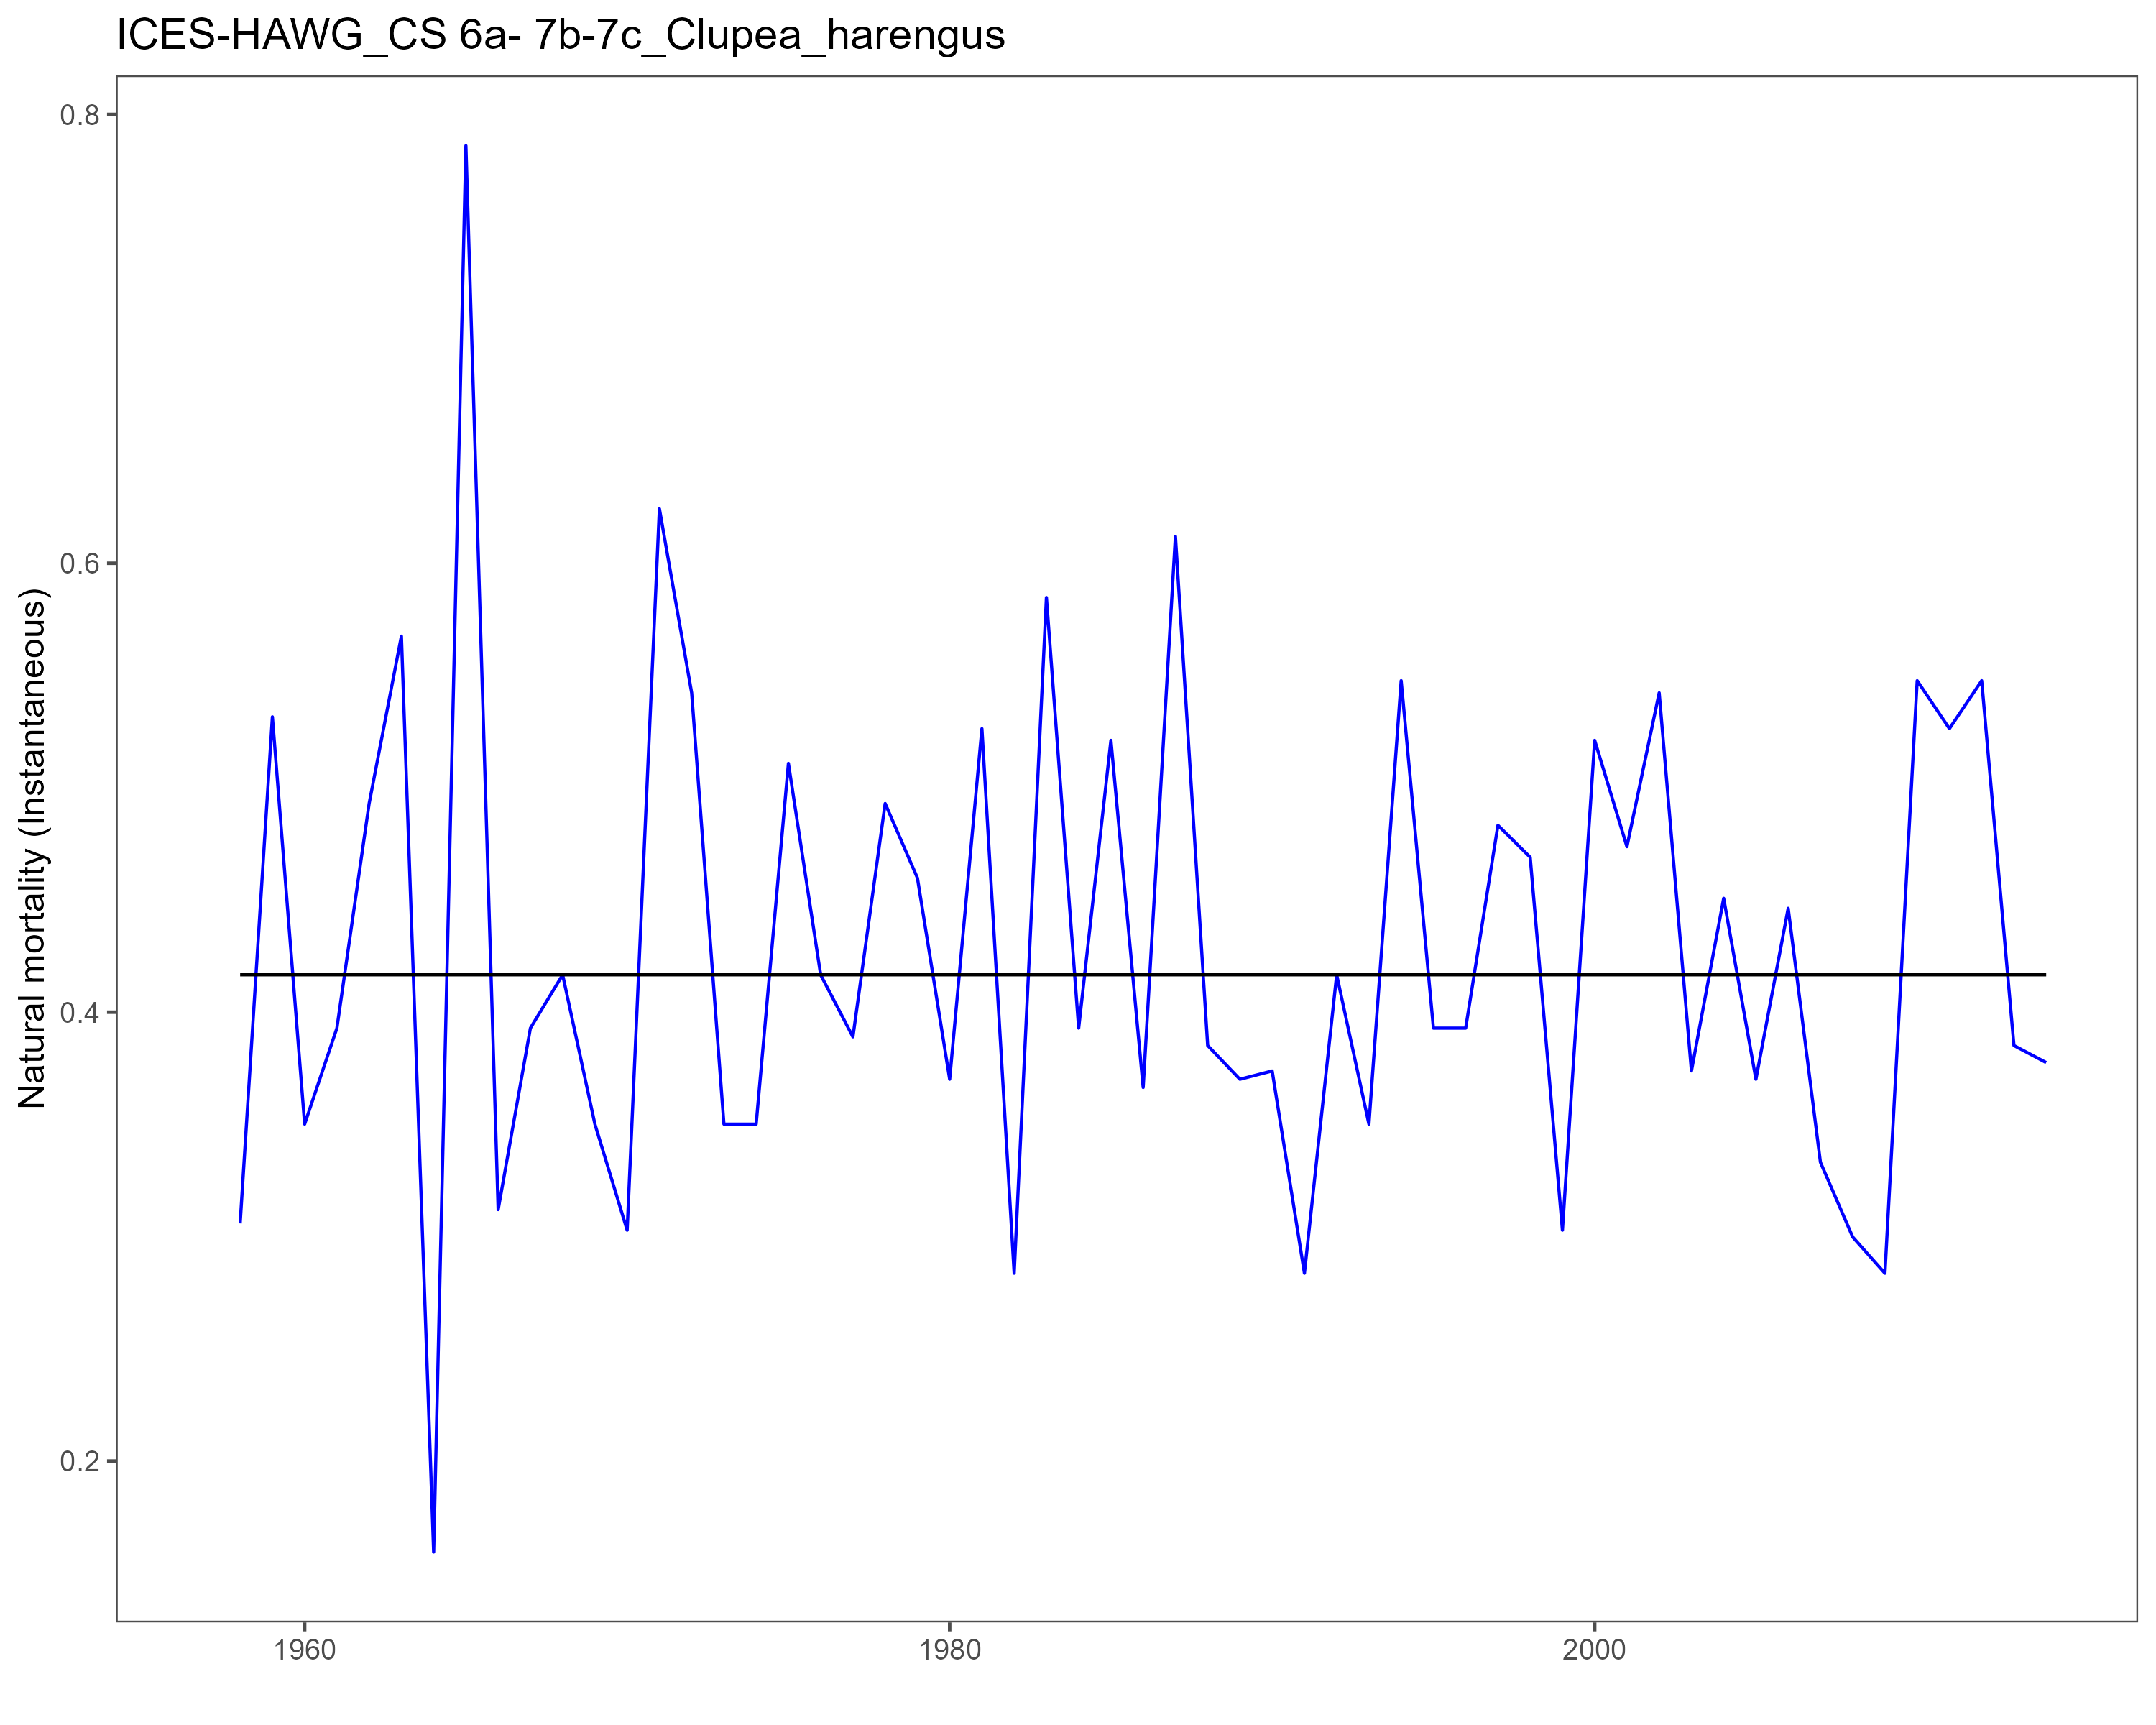 ICES-HAWG_CS 6a- 7b-7c_Clupea_harengus
0.8
0.6
0.4
0.2
Natural mortality (Instantaneous)
1960 1980 2000